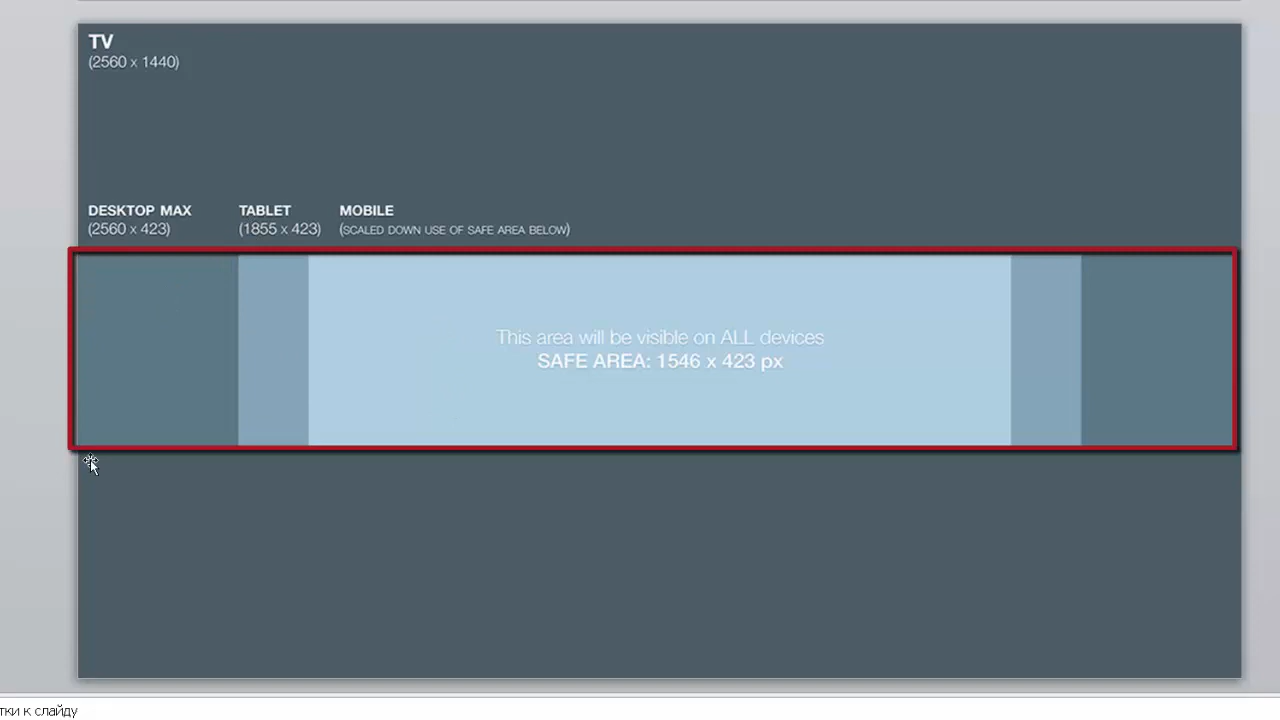 TV
(2560 x 1440)
DESKTOP MAX
(2560 x 423)
TABLET
(1855 x 423)
MOBILE
(SCALED DOWN USE OF SAFE AREA BELOW)
This area will be visible on ALL devices
SAFE AREA: 1546 x 423 px
тки к слайду